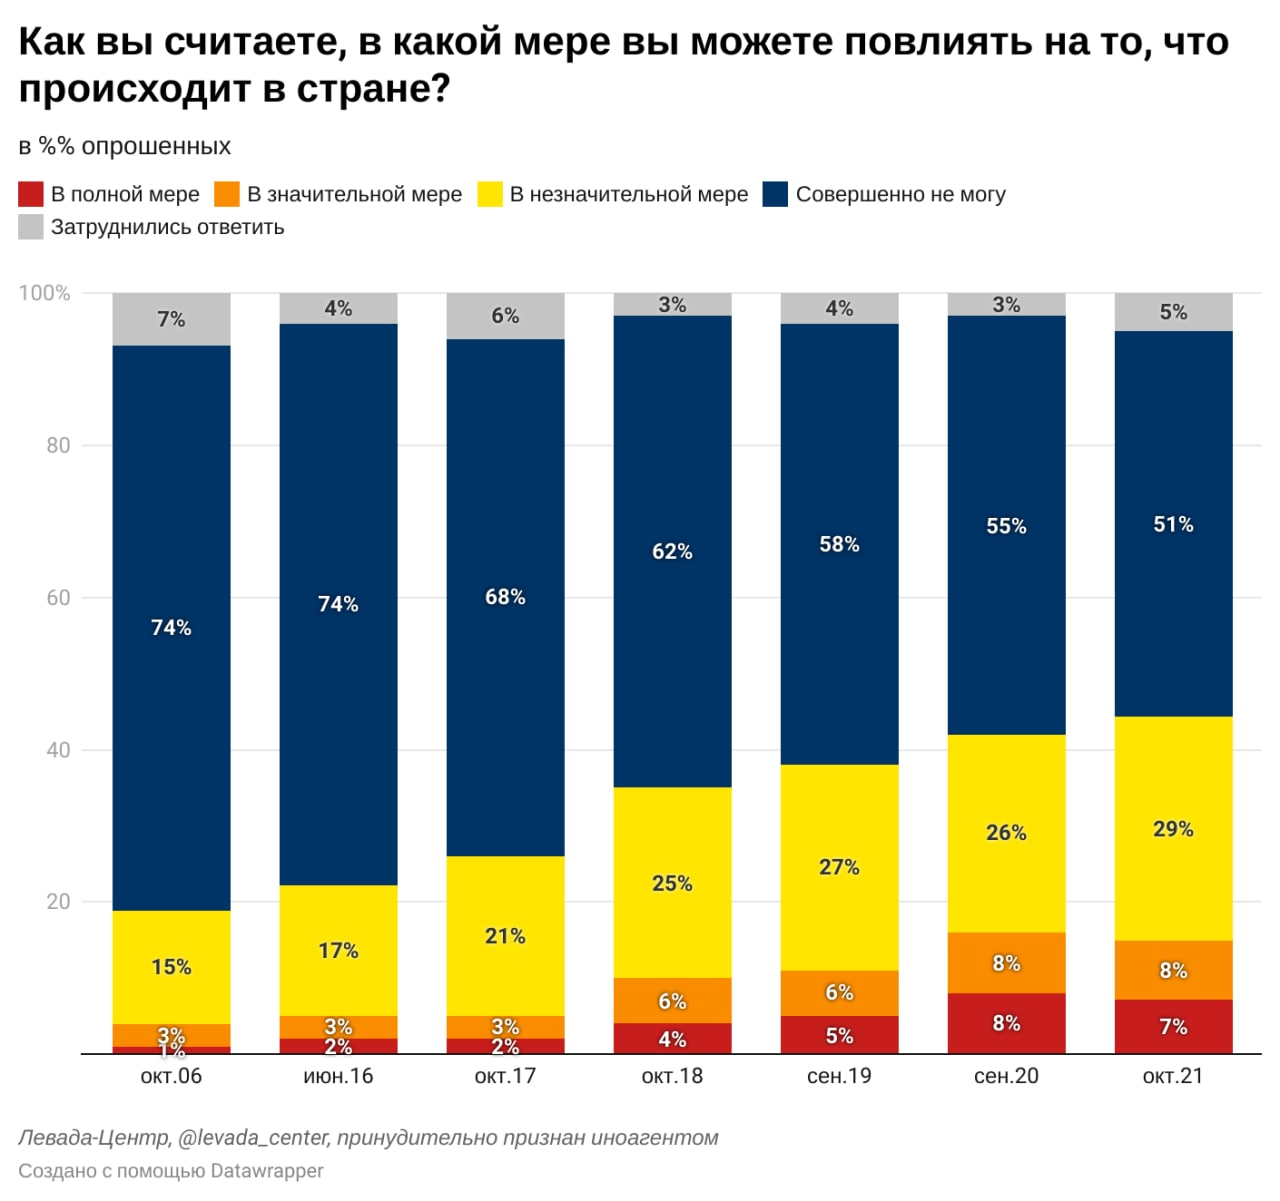 Как вы считаете, в какой мере вы можете повлиять на то, что
происходит в стране?
в %% опрошенных
В полной мере В значительной мере В незначительной мере Совершенно не могу
Затруднились ответить
100%
7% 4% 6% 3% 4% 3% 5%
80
74% 74% 68% 62% 58% 55% 51%
60
40
15% 17% 21% 25% 27% 26% 29%
20
3% 3% 3% 6% 6% 8% 8%
1% 2% 2% 4% 5% 8% 7%
окт.06 июн.16 окт.17 окт.18 сен.19 сен.20 окт.21
Левада-Центр, @levada_center, принудительно признан иноагентом
Создано с помощью Datawrapper